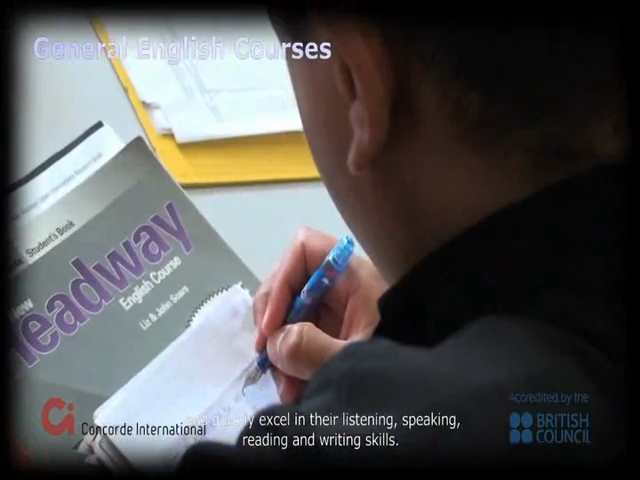 General English Courses
Student's Book
New
Headway
English Course
Liz & John Soars
Accredited by the
BRITISH
COUNCIL
Ci Concorde International
excel in their listening, speaking,
reading and writing skills.